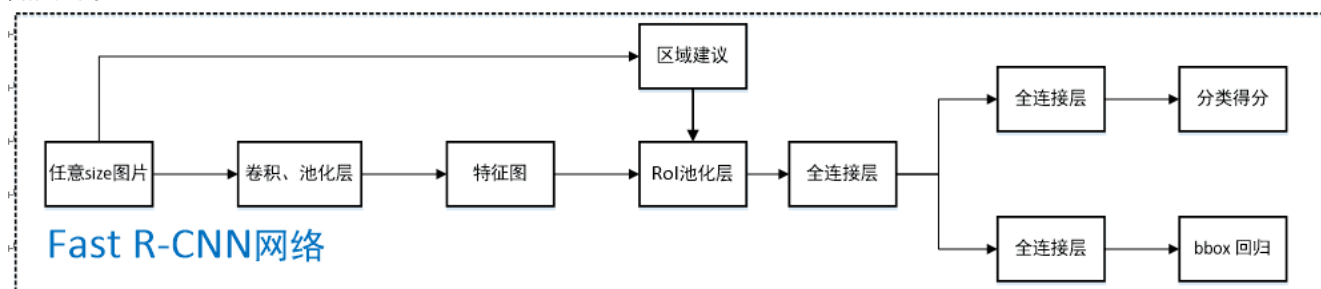 区域建议
全连接层
分类得分
任意size图片
卷积、池化层
特征图
RoI池化层
全连接层
全连接层
bbox 回归
Fast R-CNN网络